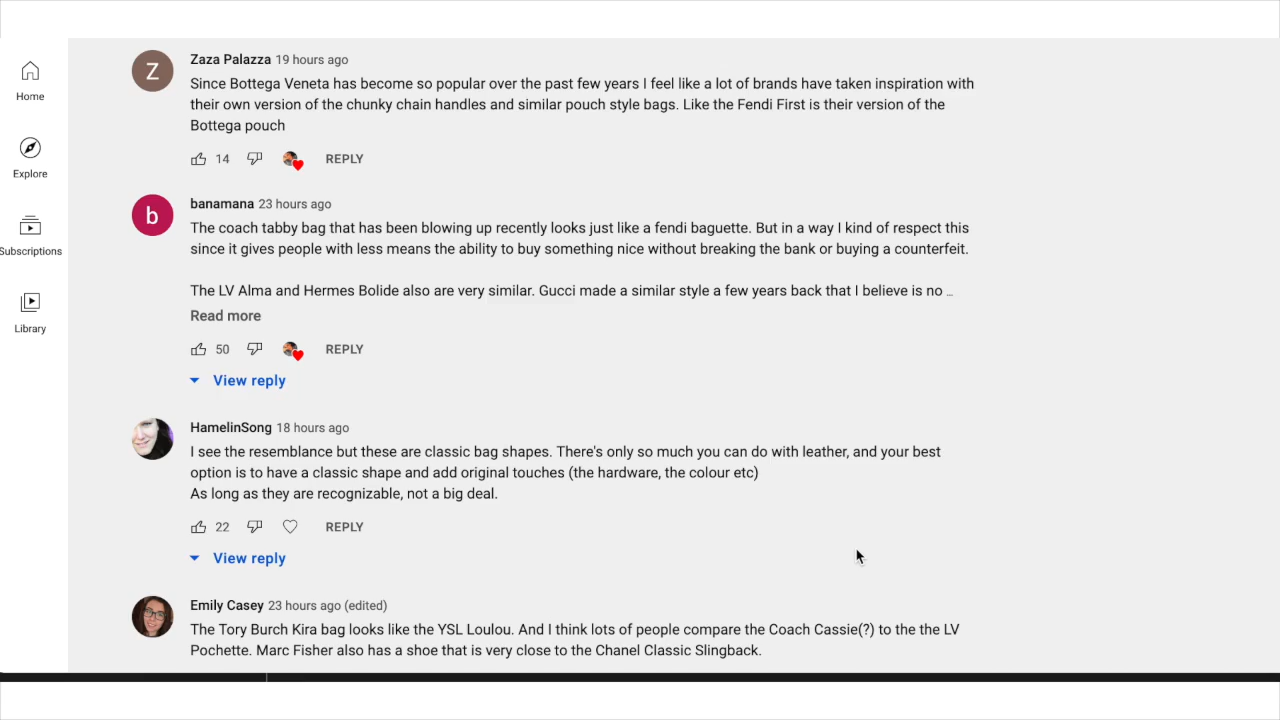 Home
Explore
Subscriptions
Library
Z
Zaza Palazza 19 hours ago
Since Bottega Veneta has become so popular over the past few years I feel like a lot of brands have taken inspiration with
their own version of the chunky chain handles and similar pouch style bags. Like the Fendi First is their version of the
Bottega pouch
14 REPLY
b
banamana 23 hours ago
The coach tabby bag that has been blowing up recently looks just like a fendi baguette. But in a way I kind of respect this
since it gives people with less means the ability to buy something nice without breaking the bank or buying a counterfeit.
The LV Alma and Hermes Bolide also are very similar. Gucci made a similar style a few years back that I believe is no ...
Read more
50 REPLY
View reply
HamelinSong 18 hours ago
I see the resemblance but these are classic bag shapes. There's only so much you can do with leather, and your best
option is to have a classic shape and add original touches (the hardware, the colour etc)
As long as they are recognizable, not a big deal.
22 REPLY
View reply
Emily Casey 23 hours ago (edited)
The Tory Burch Kira bag looks like the YSL Loulou. And I think lots of people compare the Coach Cassie(?) to the the LV
Pochette. Marc Fisher also has a shoe that is very close to the Chanel Classic Slingback.